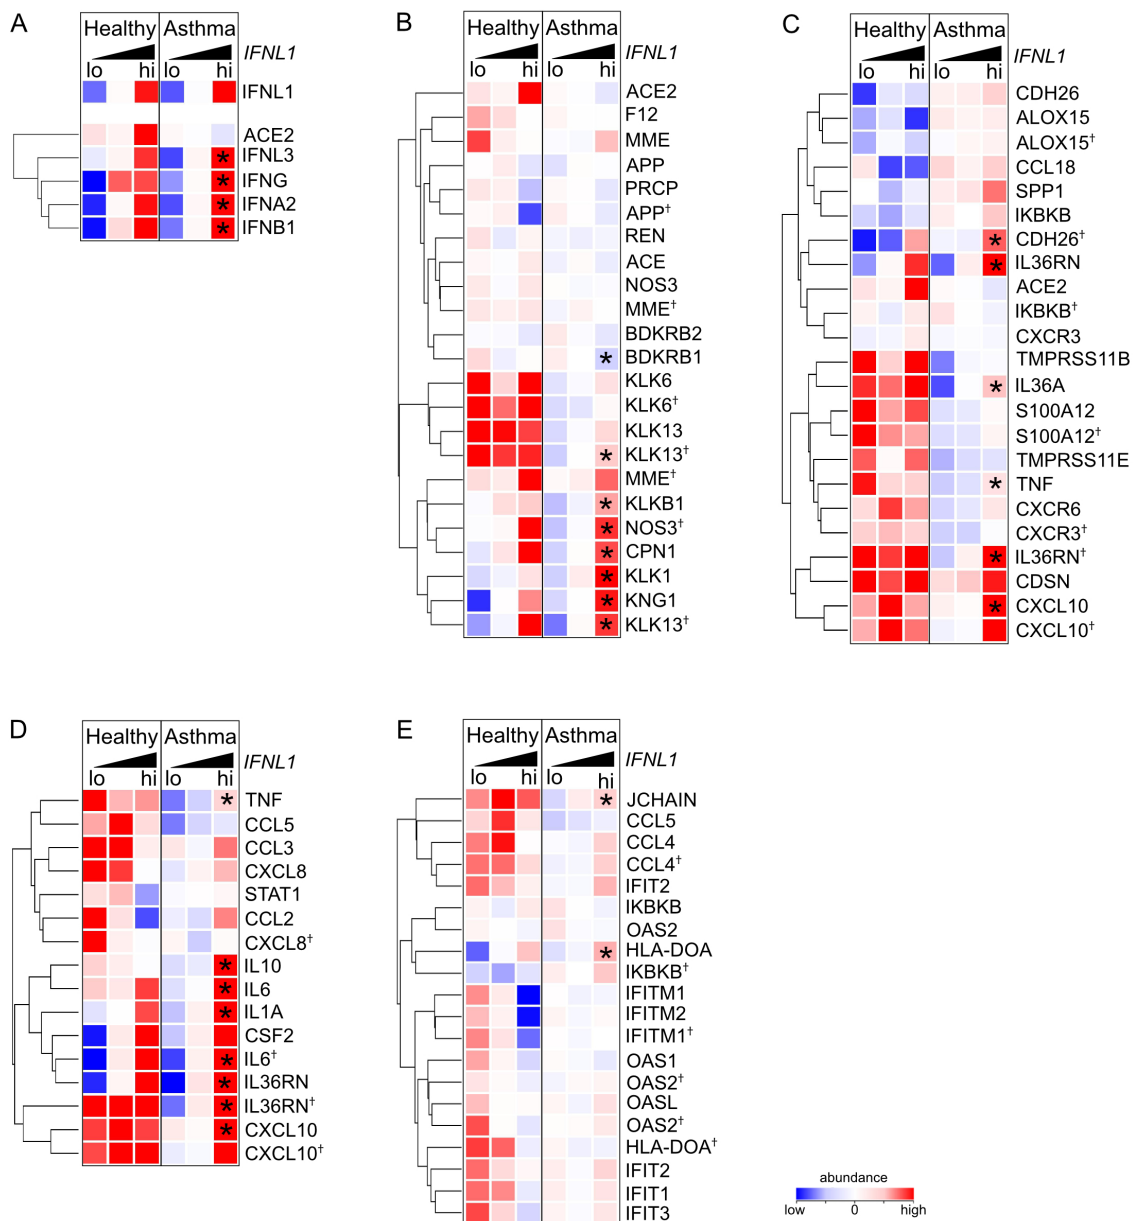 A
Healthy Asthma
IFNL1
lo hi lo hi
IFNL1
ACE2
IFNL3
*
IFNG
*
IFNA2
*
IFNB1
*
B
Healthy Asthma
IFNL1
lo hi lo hi
ACE2
F12
MME
APP
PRCP
APP†
REN
ACE
NOS3
MME†
BDKRB2
BDKRB1
*
KLK6
KLK6†
KLK13
KLK13†
*
MME†
KLKB1
*
NOS3†
*
CPN1
*
KLK1
*
KNG1
*
KLK13†
*
C
Healthy Asthma
IFNL1
lo hi lo hi
CDH26
ALOX15
ALOX15†
CCL18
SPP1
IKBKB
CDH26†
*
IL36RN
*
ACE2
IKBKB†
CXCR3
TMPRSS11B
IL36A
*
S100A12
S100A12†
TMPRSS11E
TNF
*
CXCR6
CXCR3†
IL36RN†
*
CDSN
CXCL10
*
CXCL10†
D
Healthy Asthma
IFNL1
lo hi lo hi
TNF
*
CCL5
CCL3
CXCL8
STAT1
CCL2
CXCL8†
IL10
*
IL6
*
IL1A
*
CSF2
IL6†
*
IL36RN
*
IL36RN†
*
CXCL10
*
CXCL10†
E
Healthy Asthma
IFNL1
lo hi lo hi
JCHAIN
*
CCL5
CCL4
CCL4†
IFIT2
IKBKB
OAS2
HLA-DOA
*
IKBKB†
IFITM1
IFITM2
IFITM1†
OAS1
OAS2†
OASL
OAS2†
HLA-DOA†
IFIT2
IFIT1
IFIT3
abundance
low 0 high